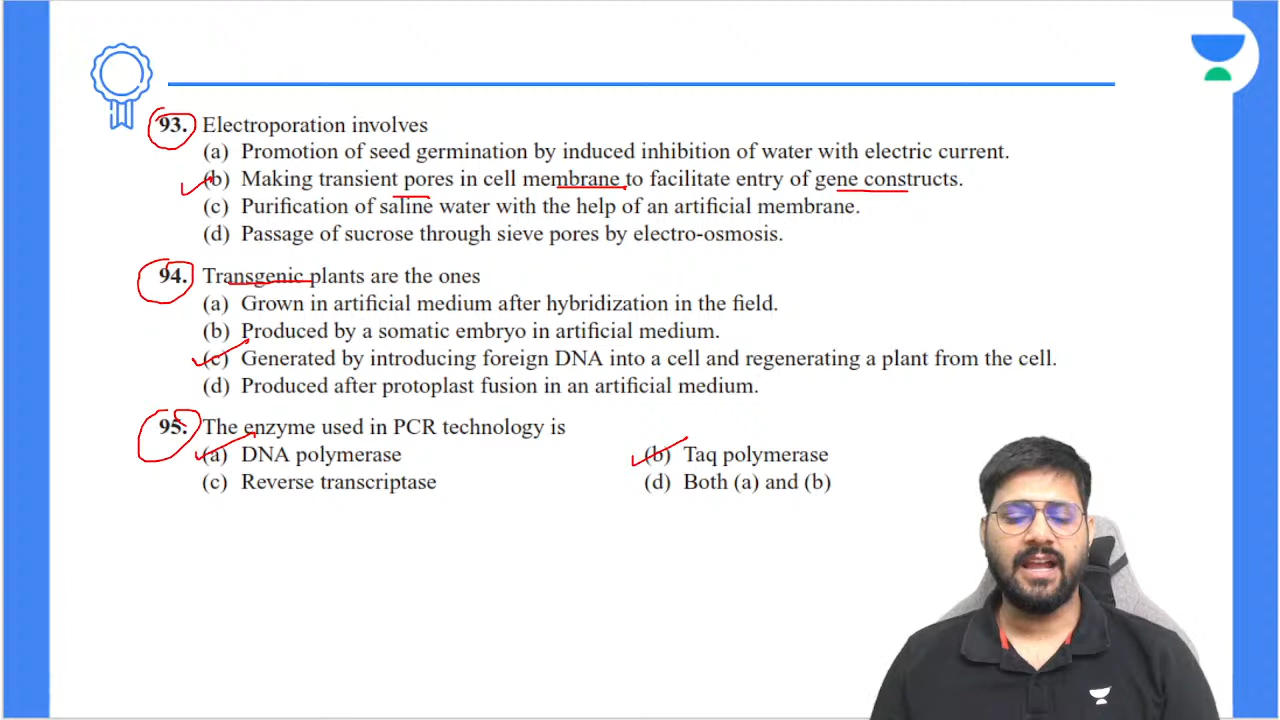 93. Electroporation involves
(a) Promotion of seed germination by induced inhibition of water with electric current.
(b) Making transient pores in cell membrane to facilitate entry of gene constructs.
(c) Purification of saline water with the help of an artificial membrane.
(d) Passage of sucrose through sieve pores by electro-osmosis.
94. Transgenic plants are the ones
(a) Grown in artificial medium after hybridization in the field.
(b) Produced by a somatic embryo in artificial medium.
(c) Generated by introducing foreign DNA into a cell and regenerating a plant from the cell.
(d) Produced after protoplast fusion in an artificial medium.
95. The enzyme used in PCR technology is
(a) DNA polymerase (b) Taq polymerase
(c) Reverse transcriptase (d) Both (a) and (b)